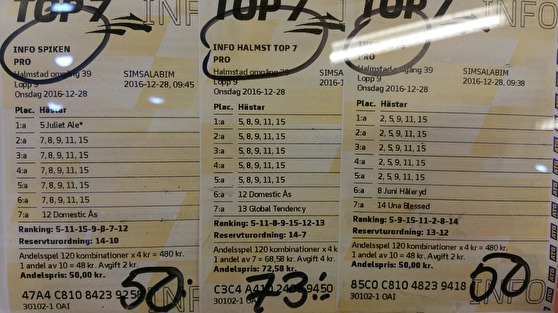 TOP 7 INFO
INFO SPIKEN
PRO
Halmstad omgång 39 SIMSALABIM
Lopp 9 2016-12-28, 09:45
Onsdag 2016-12-28
Plac. Hästar
1:a 5 Juliet Ale*
2:a 7, 8, 9, 11, 15
3:a 7, 8, 9, 11, 15
4:a 7, 8, 9, 11, 15
5:a 7, 8, 9, 11, 15
6:a 7, 8, 9, 11, 15
7:a 12 Domestic Ås
Ranking: 5-11-15-9-8-7-12
Reservturordning: 14-10
Andelsspel 120 kombinationer x 4 kr = 480 kr.
1 andel av 10 = 48 kr. Avgift 2 kr.
Andelspris: 50,00 kr.
50:-
47A4 C810 8423
30102-1 OAI
TOP 7 INFO
INFO HALMST TOP 7
PRO
Halmstad omgång 39 SIMSALA
Lopp 9 2016-12-2
Onsdag 2016-12-28
Plac. Hästar
1:a 5, 8, 9, 11, 15
2:a 5, 8, 9, 11, 15
3:a 5, 8, 9, 11, 15
4:a 5, 8, 9, 11, 15
5:a 5, 8, 9, 11, 15
6:a 12 Domestic Ås
7:a 13 Global Tendency
Ranking: 5-11-8-9-15-12-13
Reservturordning: 14-7
Andelsspel 120 kombinationer x 4 k
1 andel av 7 = 68,58 kr. Avgift 4 kr.
Andelspris: 72,58 kr.
73:-
C3C4 9450
30102-1
TOP 7 INFO
INFO
PRO
Halmstad omgång 39 SIMSALABIM
Lopp 9 2016-12-28, 09:38
Onsdag 2016-12-28
Plac. Hästar
1:a 2, 5, 9, 11, 15
2:a 2, 5, 9, 11, 15
3:a 2, 5, 9, 11, 15
4:a 2, 5, 9, 11, 15
5:a 2, 5, 9, 11, 15
6:a 8 Juni Håleryd
7:a 14 Una Blessed
Ranking: 5-9-15-11-2-8-14
Reservturordning: 13-12
Andelsspel 120 kombinationer x 4 kr = 480 kr.
1 andel av 10 = 48 kr. Avgift 2 kr.
Andelspris: 50,00 kr.
50
85C0 C810 4823 9418
30102-1 OAI
INFO